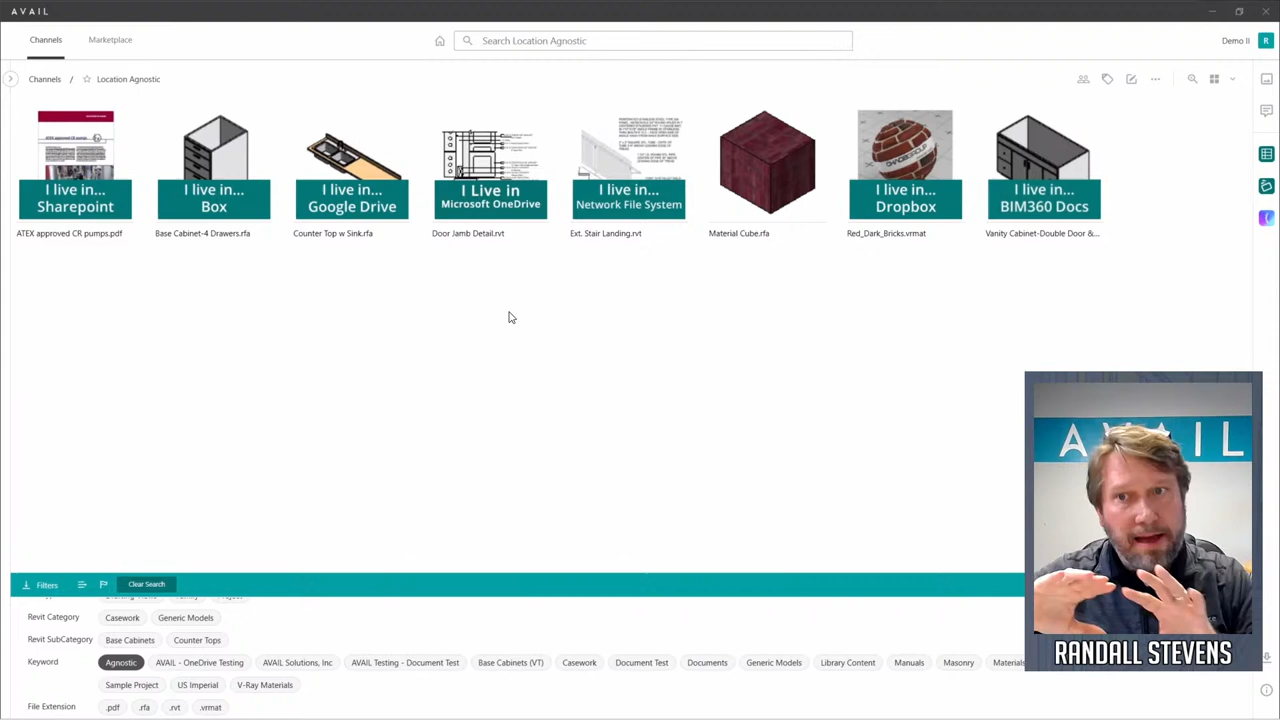 AVAIL
Channels
Marketplace
Search Location Agnostic
Demo II
R
Channels / Location Agnostic
I live in...
Sharepoint
ATEX approved CR pumps.pdf
I live in...
Box
Base Cabinet-4 Drawers.rfa
I live in...
Google Drive
Counter Top w Sink.rfa
I Live in
Microsoft OneDrive
Door Jamb Detail.rvt
I live in...
Network File System
Ext. Stair Landing.rvt
Material Cube.rfa
I live in...
Dropbox
Red_Dark_Bricks.vrmat
I live in...
BIM360 Docs
Vanity Cabinet-Double Door &...
AVAIL
RANDALL STEVENS
Filters
Clear Search
Revit Category
Casework
Generic Models
Revit SubCategory
Base Cabinets
Counter Tops
Keyword
Agnostic
AVAIL - OneDrive Testing
AVAIL Solutions, Inc
AVAIL Testing - Document Test
Base Cabinets (VT)
Casework
Document Test
Documents
Generic Models
Library Content
Manuals
Masonry
Materials
Sample Project
US Imperial
V-Ray Materials
File Extension
.pdf
.rfa
.rvt
.vrmat